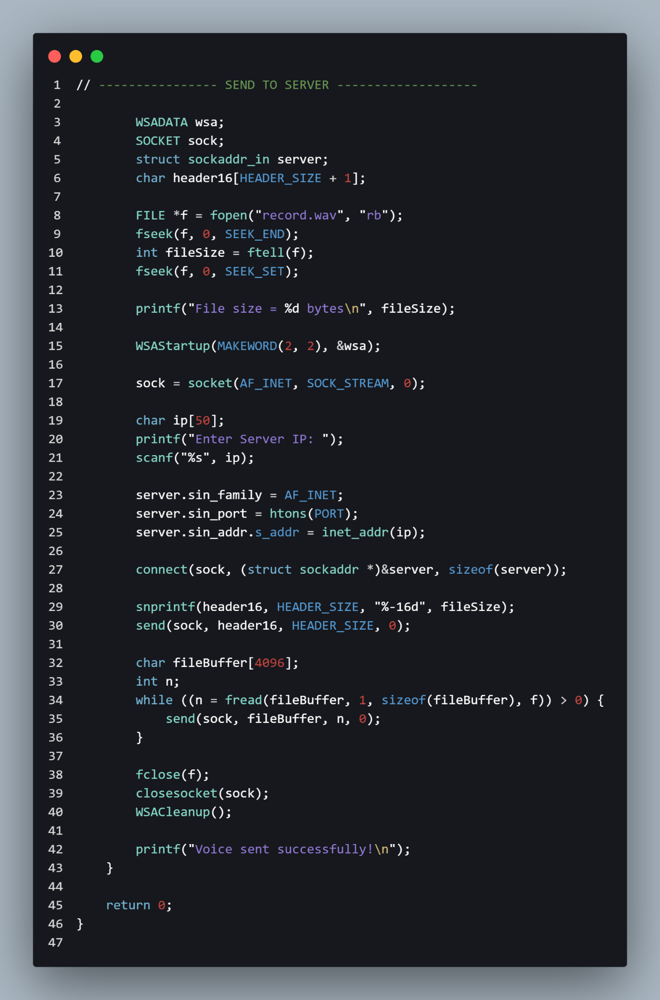 1 // ---------------- SEND TO SERVER -------------------
2
3         WSADATA wsa;
4         SOCKET sock;
5         struct sockaddr_in server;
6         char header16[HEADER_SIZE + 1];
7
8         FILE *f = fopen("record.wav", "rb");
9         fseek(f, 0, SEEK_END);
10         int fileSize = ftell(f);
11         fseek(f, 0, SEEK_SET);
12
13         printf("File size = %d bytes\n", fileSize);
14
15         WSAStartup(MAKEWORD(2, 2), &wsa);
16
17         sock = socket(AF_INET, SOCK_STREAM, 0);
18
19         char ip[50];
20         printf("Enter Server IP: ");
21         scanf("%s", ip);
22
23         server.sin_family = AF_INET;
24         server.sin_port = htons(PORT);
25         server.sin_addr.s_addr = inet_addr(ip);
26
27         connect(sock, (struct sockaddr *)&server, sizeof(server));
28
29         snprintf(header16, HEADER_SIZE, "%-16d", fileSize);
30         send(sock, header16, HEADER_SIZE, 0);
31
32         char fileBuffer[4096];
33         int n;
34         while ((n = fread(fileBuffer, 1, sizeof(fileBuffer), f)) > 0) {
35             send(sock, fileBuffer, n, 0);
36         }
37
38         fclose(f);
39         closesocket(sock);
40         WSACleanup();
41
42         printf("Voice sent successfully!\n");
43     }
44
45     return 0;
46 }
47